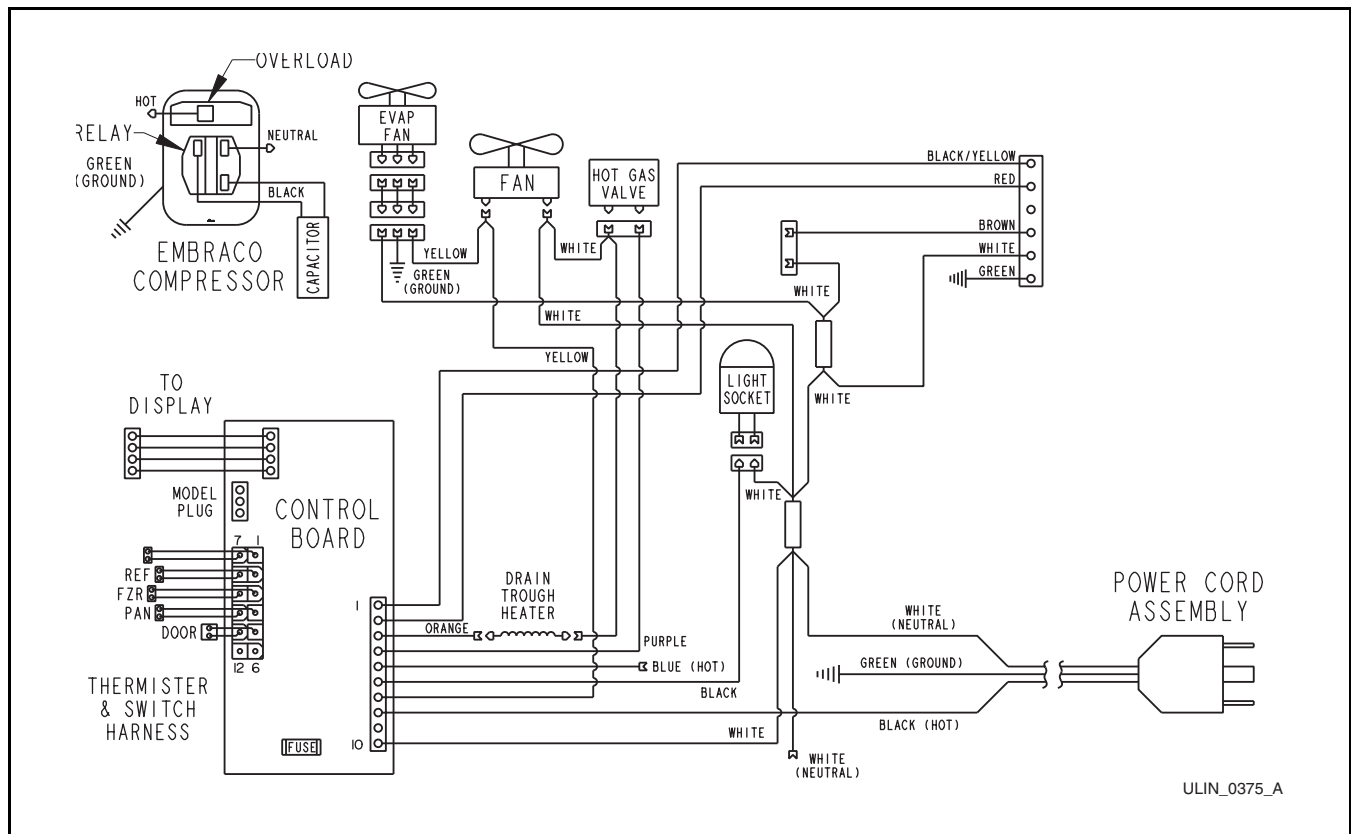 OVERLOAD
HOT
RELAY
NEUTRAL
GREEN
(GROUND)
BLACK
EMBRACO
COMPRESSOR
CAPACITOR
EVAP
FAN
FAN
HOT GAS
VALVE
YELLOW
GREEN
(GROUND)
WHITE
WHITE
YELLOW
BLACK/YELLOW
RED
BROWN
WHITE
GREEN
WHITE
WHITE
LIGHT
SOCKET
WHITE
TO
DISPLAY
MODEL
PLUG
CONTROL
BOARD
7 1
REF
FZR
PAN
DOOR
12 6
THERMISTER
& SWITCH
HARNESS
FUSE
1
10
ORANGE
DRAIN
TROUGH
HEATER
PURPLE
BLUE (HOT)
BLACK
WHITE
WHITE
(NEUTRAL)
GREEN (GROUND)
BLACK (HOT)
WHITE
(NEUTRAL)
POWER CORD
ASSEMBLY
ULIN_0375_A